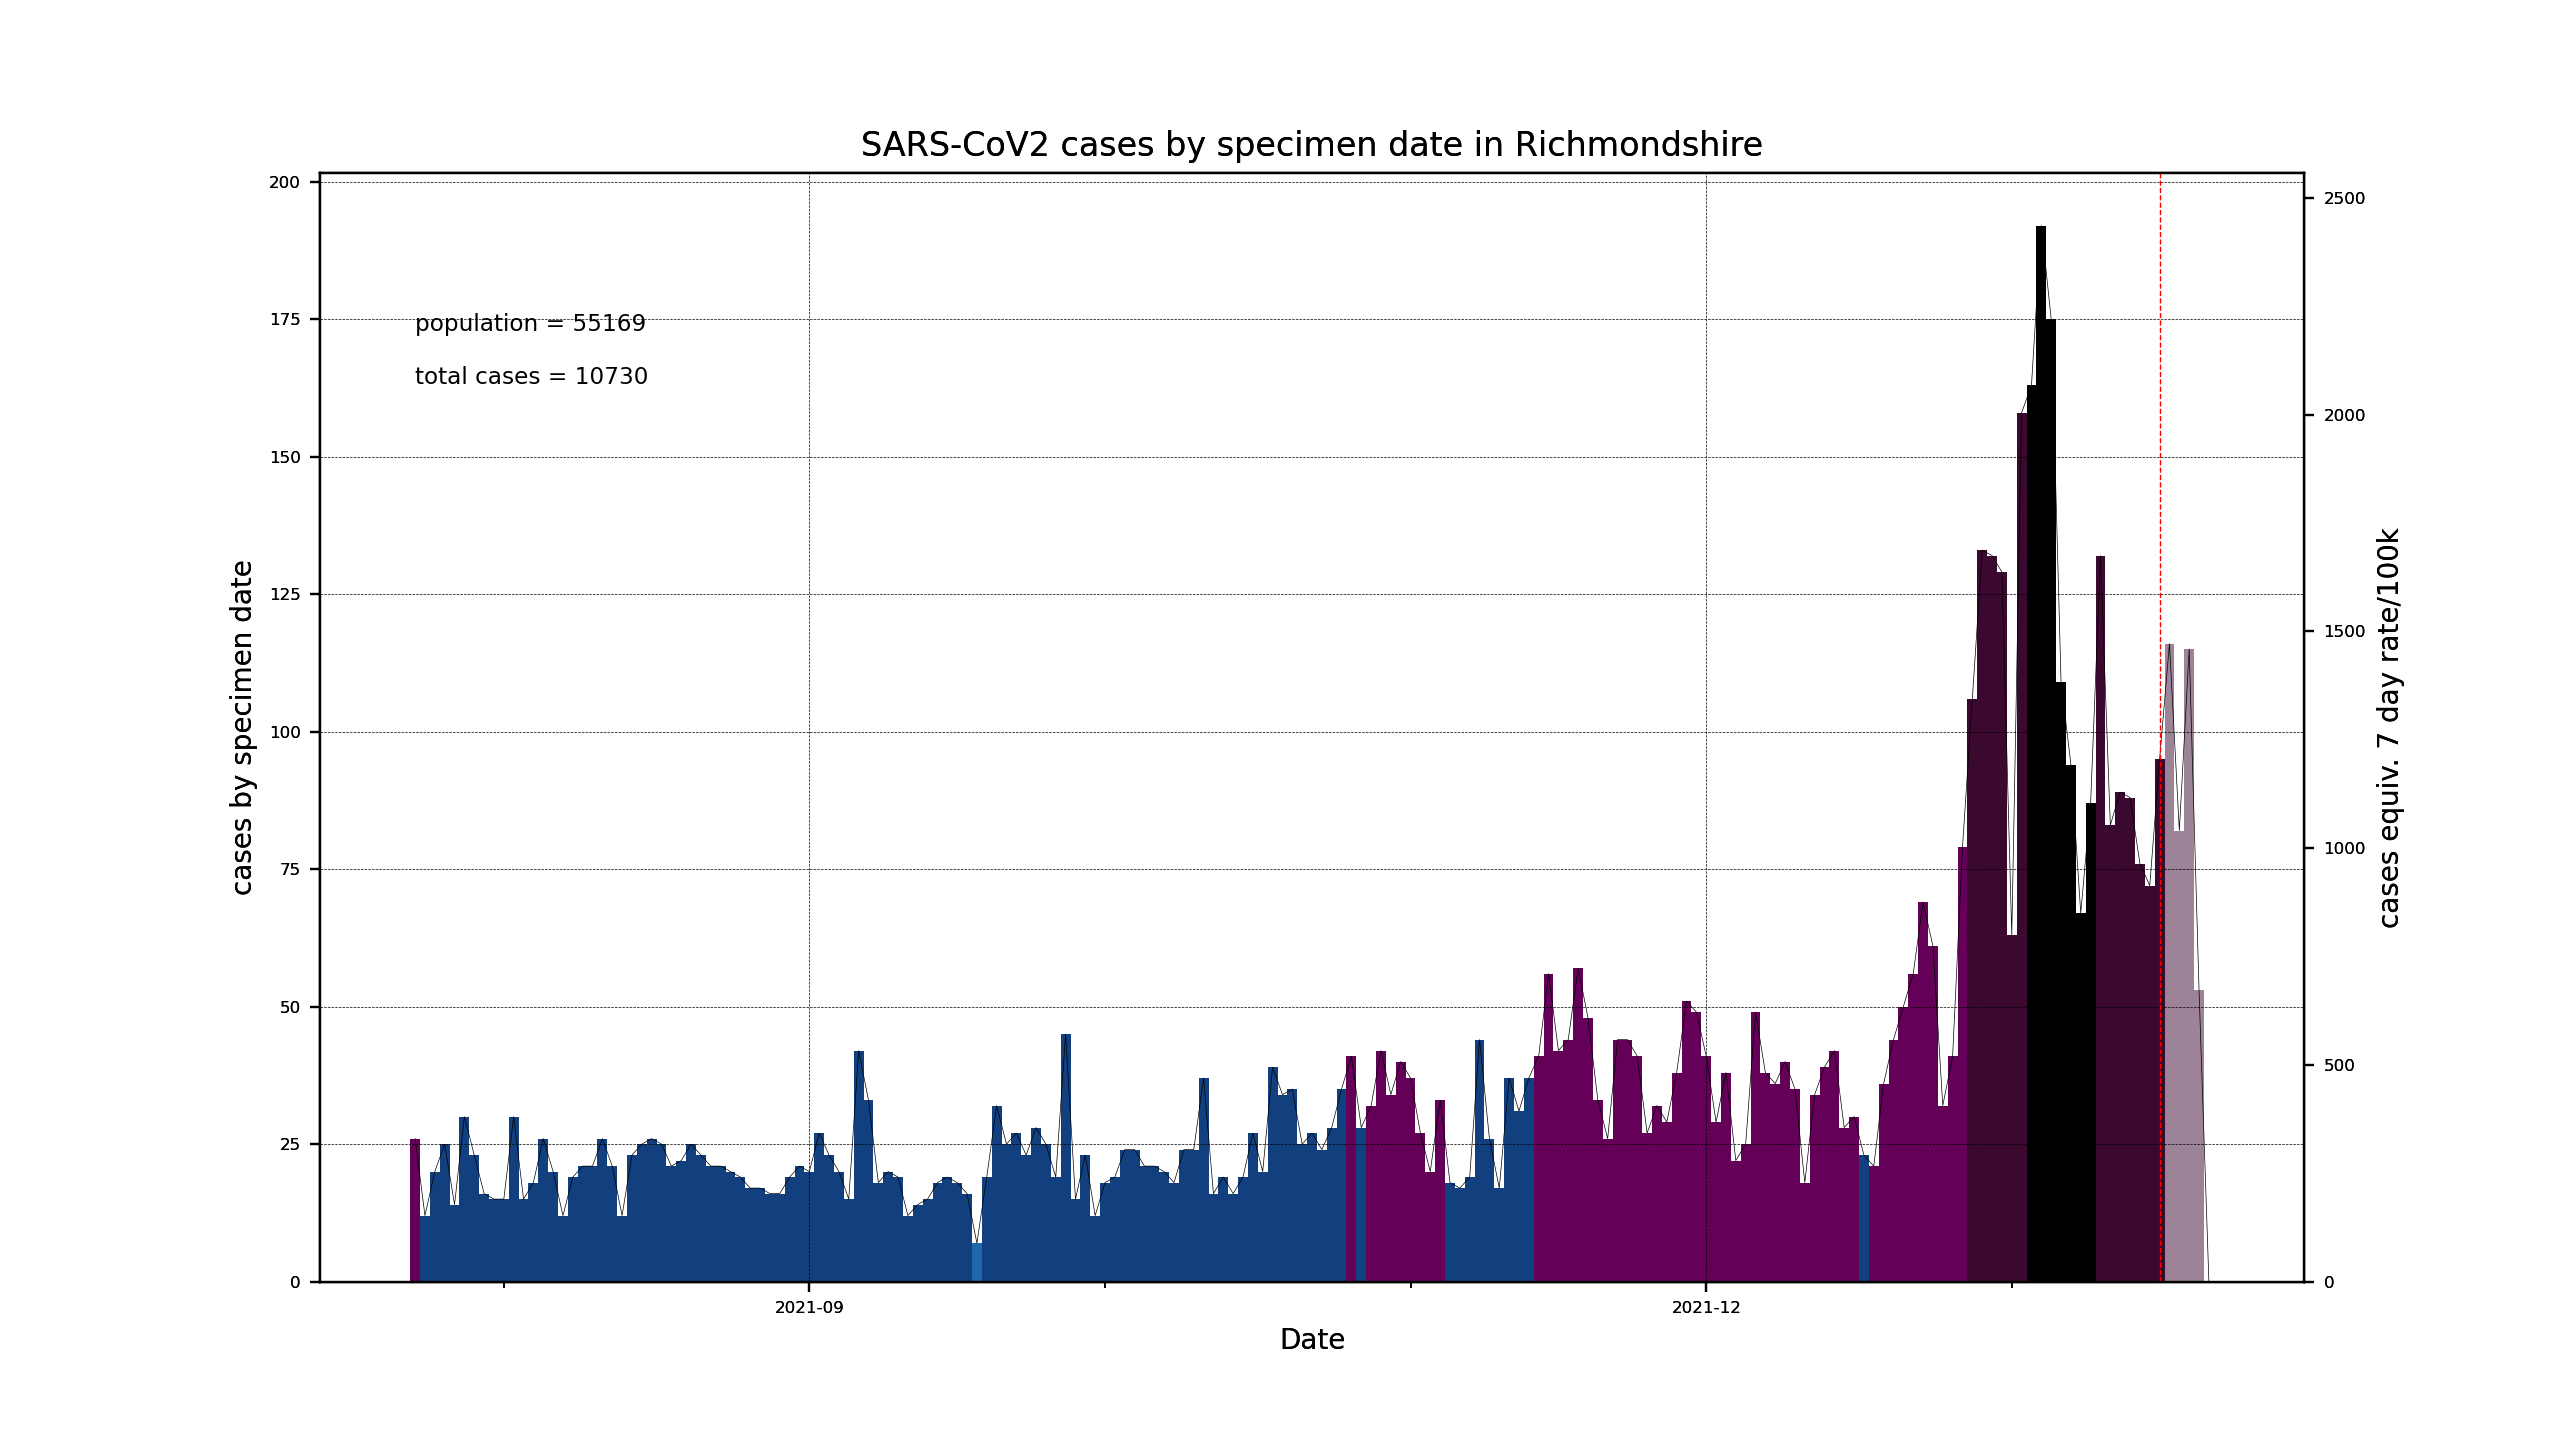 SARS-CoV2 cases by specimen date in Richmondshire
population = 55169
total cases = 10730
cases by specimen date
200
175
150
125
100
75
50
25
0
2500
2000
1500
1000
500
0
cases equiv. 7 day rate/100k
2021-09
2021-12
Date